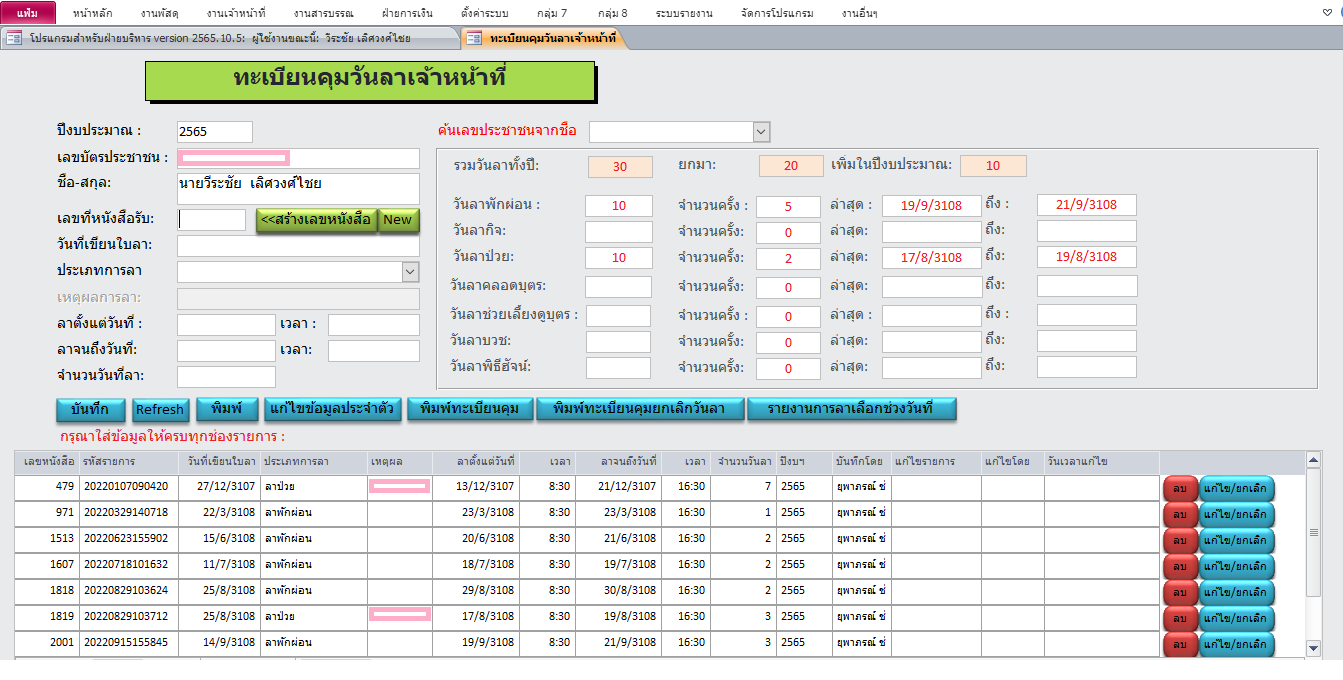 แฟ้ม หน้าหลัก งานพัสดุ งานเจ้าหน้าที่ งานสารบรรณ ฝ่ายการเงิน ตั้งค่าระบบ กลุ่ม 7 กลุ่ม 8 ระบบรายงาน จัดการโปรแกรม งานอื่นๆ
โปรแกรมสำหรับฝ่ายบริหาร version 2565.10.5: ผู้ใช้งานขณะนี้: วีระชัย เลิศวงศ์ไชย ทะเบียนคุมวันลาเจ้าหน้าที่
ทะเบียนคุมวันลาเจ้าหน้าที่
ปีงบประมาณ : 2565 ค้นเลขประชาชนจากชื่อ
เลขบัตรประชาชน :
รวมวันลาทั้งปี: 30 ยกมา: 20 เพิ่มในปีงบประมาณ: 10
ชื่อ-สกุล: นายวีระชัย เลิศวงศ์ไชย
วันลาพักผ่อน : 10 จำนวนครั้ง : 5 ล่าสุด : 19/9/3108 ถึง : 21/9/3108
เลขที่หนังสือรับ: <<สร้างเลขหนังสือ New
วันลากิจ: จำนวนครั้ง: 0 ล่าสุด: ถึง:
วันที่เขียนใบลา:
วันลาป่วย: 10 จำนวนครั้ง: 2 ล่าสุด: 17/8/3108 ถึง: 19/8/3108
ประเภทการลา
วันลาคลอดบุตร: จำนวนครั้ง: 0 ล่าสุด: ถึง:
เหตุผลการลา:
วันลาช่วยเลี้ยงดูบุตร : จำนวนครั้ง : 0 ล่าสุด : ถึง :
ลาตั้งแต่วันที่ : เวลา :
วันลาบวช: จำนวนครั้ง: 0 ล่าสุด: ถึง:
ลาจนถึงวันที่: เวลา:
วันลาพิธีฮัจน์: จำนวนครั้ง: 0 ล่าสุด: ถึง:
จำนวนวันที่ลา:
บันทึก Refresh พิมพ์ แก้ไขข้อมูลประจำตัว พิมพ์ทะเบียนคุม พิมพ์ทะเบียนคุมยกเลิกวันลา รายงานการลาเลือกช่วงวันที่
กรุณาใส่ข้อมูลให้ครบทุกช่องรายการ :
เลขหนังสือ รหัสรายการ วันที่เขียนใบลา ประเภทการลา เหตุผล ลาตั้งแต่วันที่ เวลา ลาจนถึงวันที่ เวลา จำนวนวันลา ปีงบฯ บันทึกโดย แก้ไขรายการ แก้ไขโดย วันเวลาแก้ไข
479 20220107090420 27/12/3107 ลาป่วย 13/12/3107 8:30 21/12/3107 16:30 7 2565 ยุพาภรณ์ ช่ ลบ แก้ไข/ยกเลิก
971 20220329140718 22/3/3108 ลาพักผ่อน 23/3/3108 8:30 23/3/3108 16:30 1 2565 ยุพาภรณ์ ช่ ลบ แก้ไข/ยกเลิก
1513 20220623155902 15/6/3108 ลาพักผ่อน 20/6/3108 8:30 21/6/3108 16:30 2 2565 ยุพาภรณ์ ช่ ลบ แก้ไข/ยกเลิก
1607 20220718101632 11/7/3108 ลาพักผ่อน 18/7/3108 8:30 19/7/3108 16:30 2 2565 ยุพาภรณ์ ช่ ลบ แก้ไข/ยกเลิก
1818 20220829103624 25/8/3108 ลาพักผ่อน 29/8/3108 8:30 30/8/3108 16:30 2 2565 ยุพาภรณ์ ช่ ลบ แก้ไข/ยกเลิก
1819 20220829103712 25/8/3108 ลาป่วย 17/8/3108 8:30 19/8/3108 16:30 3 2565 ยุพาภรณ์ ช่ ลบ แก้ไข/ยกเลิก
2001 20220915155845 14/9/3108 ลาพักผ่อน 19/9/3108 8:30 21/9/3108 16:30 3 2565 ยุพาภรณ์ ช่ ลบ แก้ไข/ยกเลิก